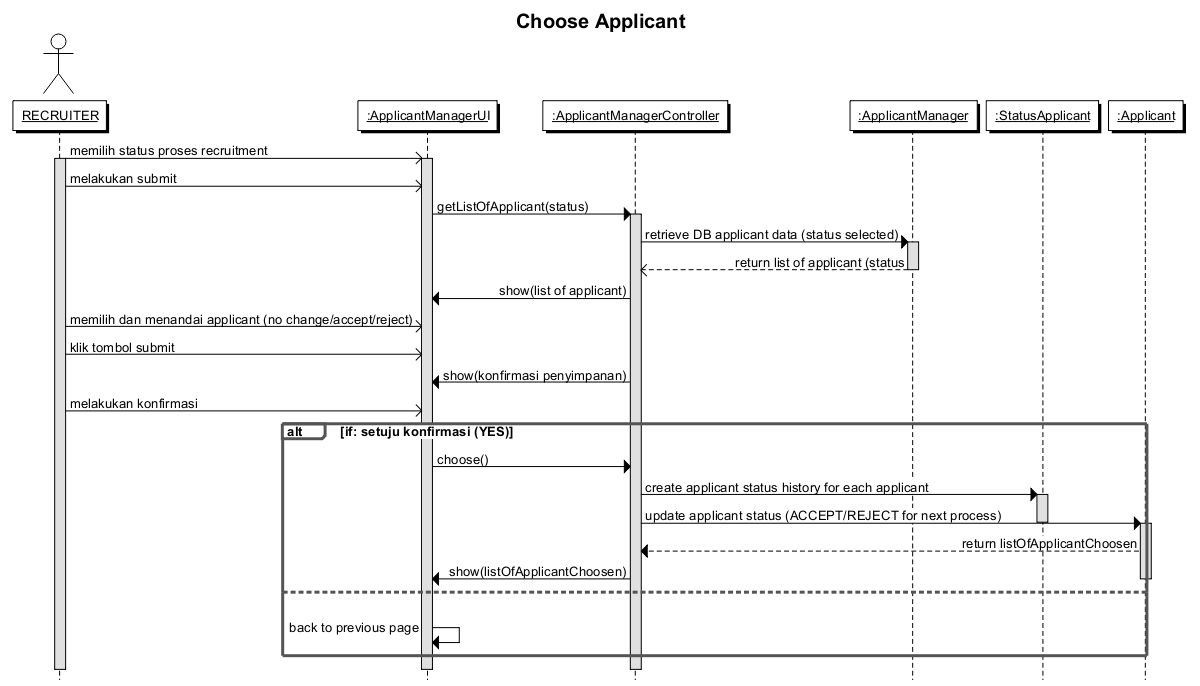 Choose Applicant
RECRUITER
:ApplicantManagerUI
:ApplicantManagerController
:ApplicantManager
:StatusApplicant
:Applicant
memilih status proses recruitment
melakukan submit
getListOfApplicant(status)
retrieve DB applicant data (status selected)
return list of applicant (status
show(list of applicant)
memilih dan menandai applicant (no change/accept/reject)
klik tombol submit
show(konfirmasi penyimpanan)
melakukan konfirmasi
alt [if: setuju konfirmasi (YES)]
choose()
create applicant status history for each applicant
update applicant status (ACCEPT/REJECT for next process)
return listOfApplicantChoosen
show(listOfApplicantChoosen)
back to previous page